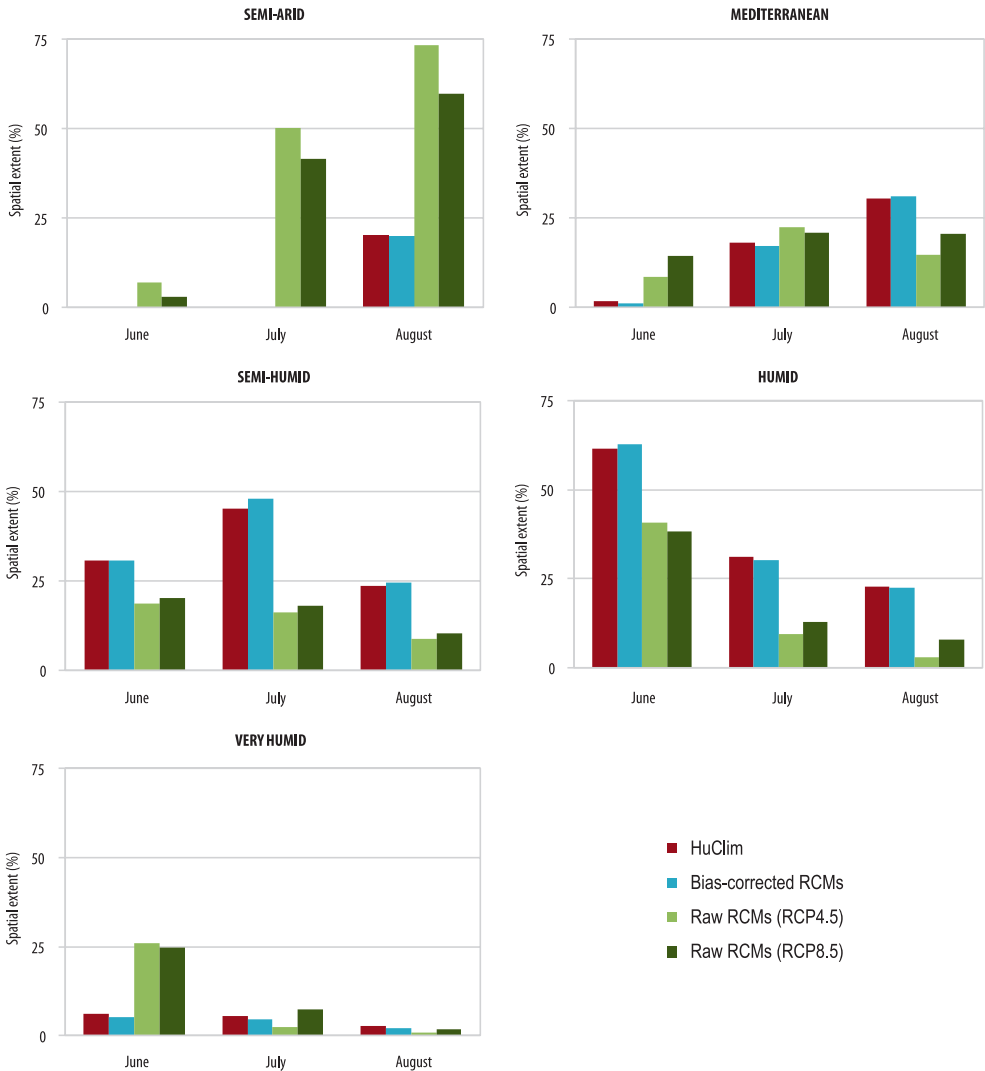 SEMI-ARID
Spatial extent (%)
75
50
25
0
June
July
August
MEDITERRANEAN
Spatial extent (%)
75
50
25
0
June
July
August
SEMI-HUMID
Spatial extent (%)
75
50
25
0
June
July
August
HUMID
Spatial extent (%)
75
50
25
0
June
July
August
VERY HUMID
Spatial extent (%)
75
50
25
0
June
July
August
HuClim
Bias-corrected RCMs
Raw RCMs (RCP4.5)
Raw RCMs (RCP8.5)